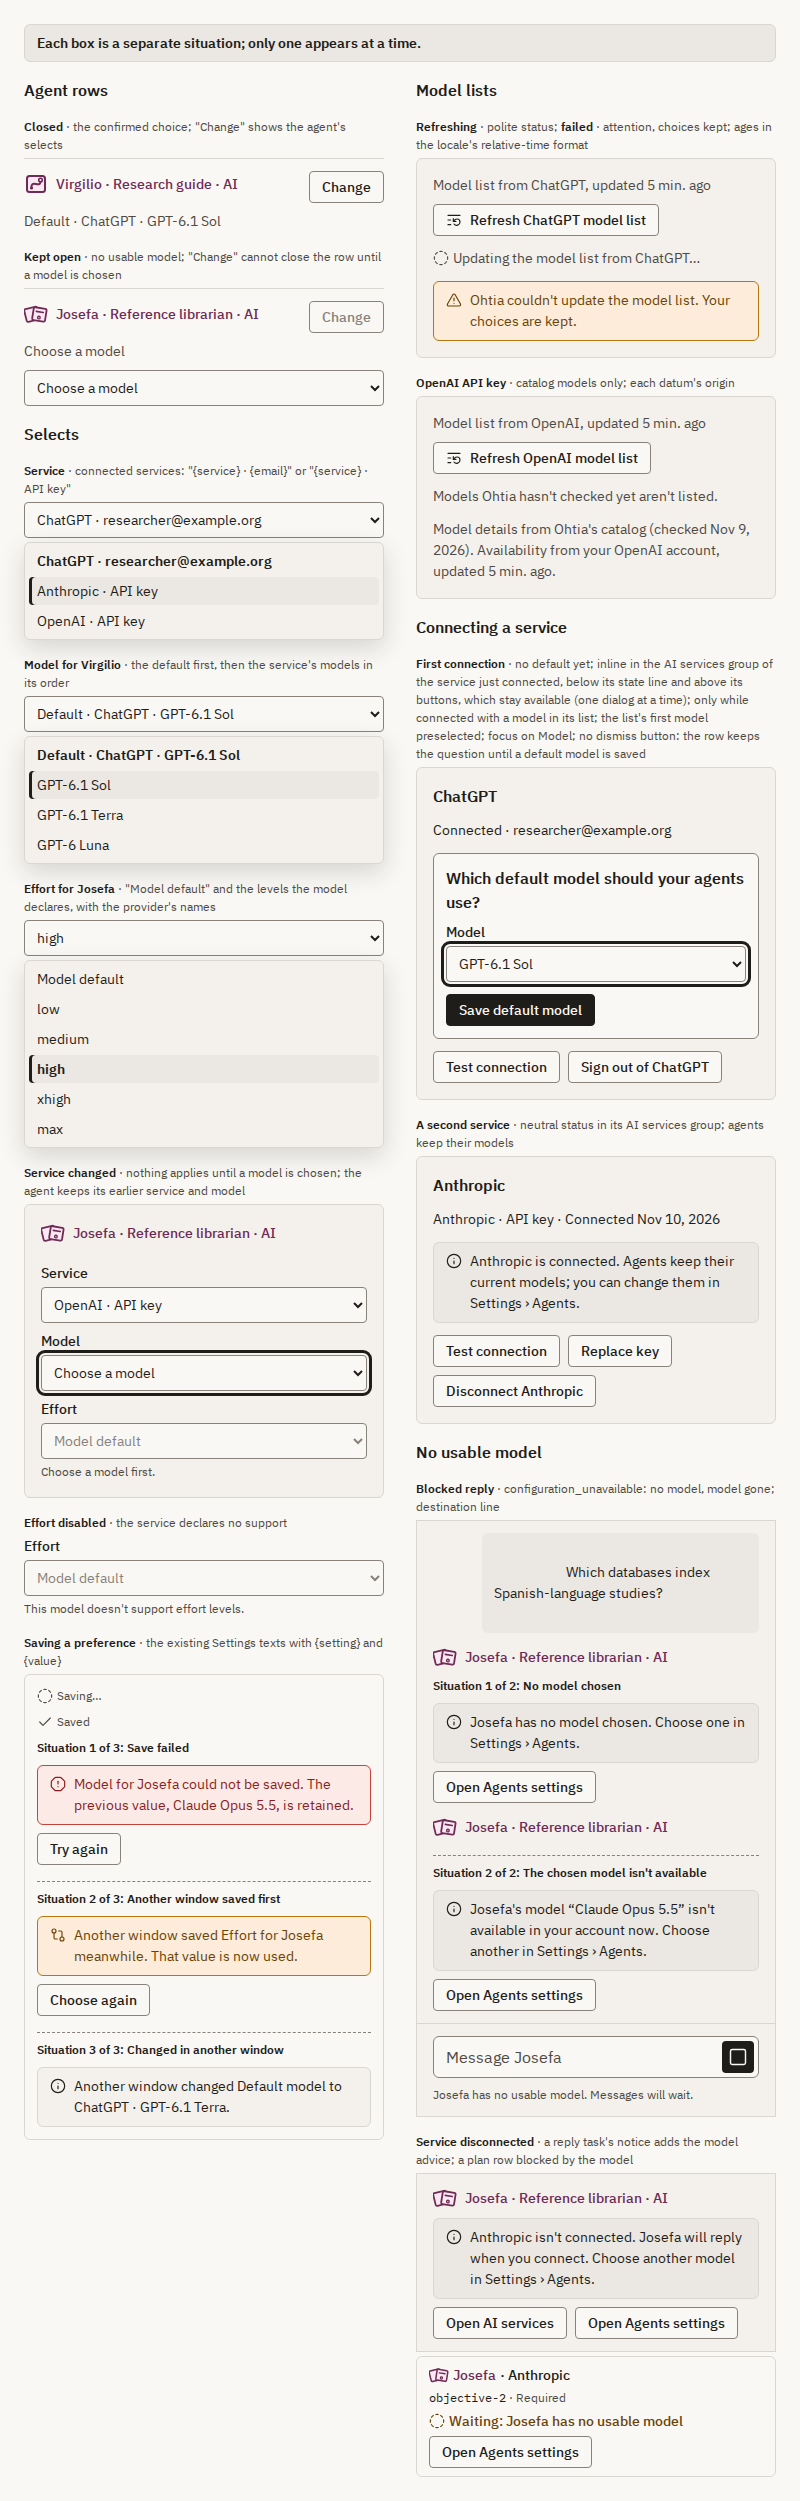 Each box is a separate situation; only one appears at a time.
Agent rows
Closed · the confirmed choice; "Change" shows the agent's
selects
Virgilio · Research guide · AI
Change
Default · ChatGPT · GPT-6.1 Sol
Kept open · no usable model; "Change" cannot close the row until
a model is chosen
Josefa · Reference librarian · AI
Change
Choose a model
Choose a model
Selects
Service · connected services: "{service} · {email}" or "{service} ·
API key"
ChatGPT · researcher@example.org
ChatGPT · researcher@example.org
Anthropic · API key
OpenAI · API key
Model for Virgilio · the default first, then the service's models in
its order
Default · ChatGPT · GPT-6.1 Sol
Default · ChatGPT · GPT-6.1 Sol
GPT-6.1 Sol
GPT-6.1 Terra
GPT-6 Luna
Effort for Josefa · "Model default" and the levels the model
declares, with the provider's names
high
Model default
low
medium
high
xhigh
max
Service changed · nothing applies until a model is chosen; the
agent keeps its earlier service and model
Josefa · Reference librarian · AI
Service
OpenAI · API key
Model
Choose a model
Effort
Model default
Choose a model first.
Effort disabled · the service declares no support
Effort
Model default
This model doesn't support effort levels.
Saving a preference · the existing Settings texts with {setting} and
{value}
Saving…
Saved
Situation 1 of 3: Save failed
Model for Josefa could not be saved. The
previous value, Claude Opus 5.5, is retained.
Try again
Situation 2 of 3: Another window saved first
Another window saved Effort for Josefa
meanwhile. That value is now used.
Choose again
Situation 3 of 3: Changed in another window
Another window changed Default model to
ChatGPT · GPT-6.1 Terra.
Model lists
Refreshing · polite status; failed · attention, choices kept; ages in
the locale's relative-time format
Model list from ChatGPT, updated 5 min. ago
Refresh ChatGPT model list
Updating the model list from ChatGPT…
Ohtia couldn't update the model list. Your
choices are kept.
OpenAI API key · catalog models only; each datum's origin
Model list from OpenAI, updated 5 min. ago
Refresh OpenAI model list
Models Ohtia hasn't checked yet aren't listed.
Model details from Ohtia's catalog (checked Nov 9,
2026). Availability from your OpenAI account,
updated 5 min. ago.
Connecting a service
First connection · no default yet; inline in the AI services group of
the service just connected, below its state line and above its
buttons, which stay available (one dialog at a time); only while
connected with a model in its list; the list's first model
preselected; focus on Model; no dismiss button: the row keeps
the question until a default model is saved
ChatGPT
Connected · researcher@example.org
Which default model should your agents
use?
Model
GPT-6.1 Sol
Save default model
Test connection
Sign out of ChatGPT
A second service · neutral status in its AI services group; agents
keep their models
Anthropic
Anthropic · API key · Connected Nov 10, 2026
Anthropic is connected. Agents keep their
current models; you can change them in
Settings › Agents.
Test connection
Replace key
Disconnect Anthropic
No usable model
Blocked reply · configuration_unavailable: no model, model gone;
destination line
Which databases index
Spanish-language studies?
Josefa · Reference librarian · AI
Situation 1 of 2: No model chosen
Josefa has no model chosen. Choose one in
Settings › Agents.
Open Agents settings
Josefa · Reference librarian · AI
Situation 2 of 2: The chosen model isn't available
Josefa's model “Claude Opus 5.5” isn't
available in your account now. Choose
another in Settings › Agents.
Open Agents settings
Message Josefa
Josefa has no usable model. Messages will wait.
Service disconnected · a reply task's notice adds the model
advice; a plan row blocked by the model
Josefa · Reference librarian · AI
Anthropic isn't connected. Josefa will reply
when you connect. Choose another model
in Settings › Agents.
Open AI services
Open Agents settings
Josefa · Anthropic
objective-2 · Required
Waiting: Josefa has no usable model
Open Agents settings